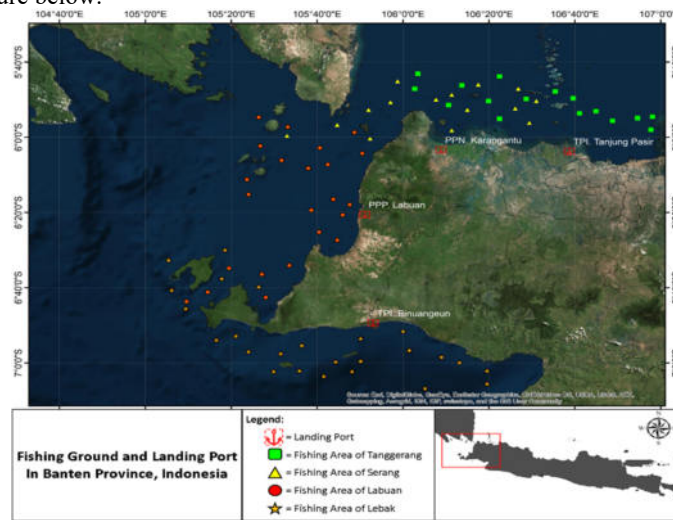 ure below.
104°40'0"E 105°0'0"E 105°20'0"E 105°40'0"E 106°0'0"E 106°20'0"E 106°40'0"E 107°0'0"E
5°40'0"S
6°0'0"S
PPN. Karangantu
TPI. Tanjung Pasir
PPP. Labuan
6°20'0"S
6°40'0"S
TPI. Binuangeun
7°0'0"S
Fishing Ground and Landing Port
In Banten Province, Indonesia
Legend:
= Landing Port
= Fishing Area of Tanggerang
= Fishing Area of Serang
= Fishing Area of Labuan
= Fishing Area of Lebak